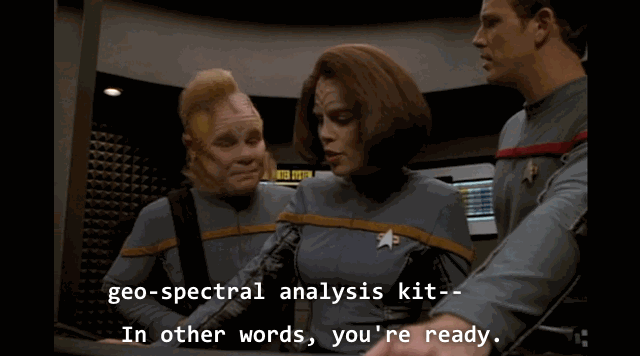 geo-spectral analysis kit--
In other words, you're ready.